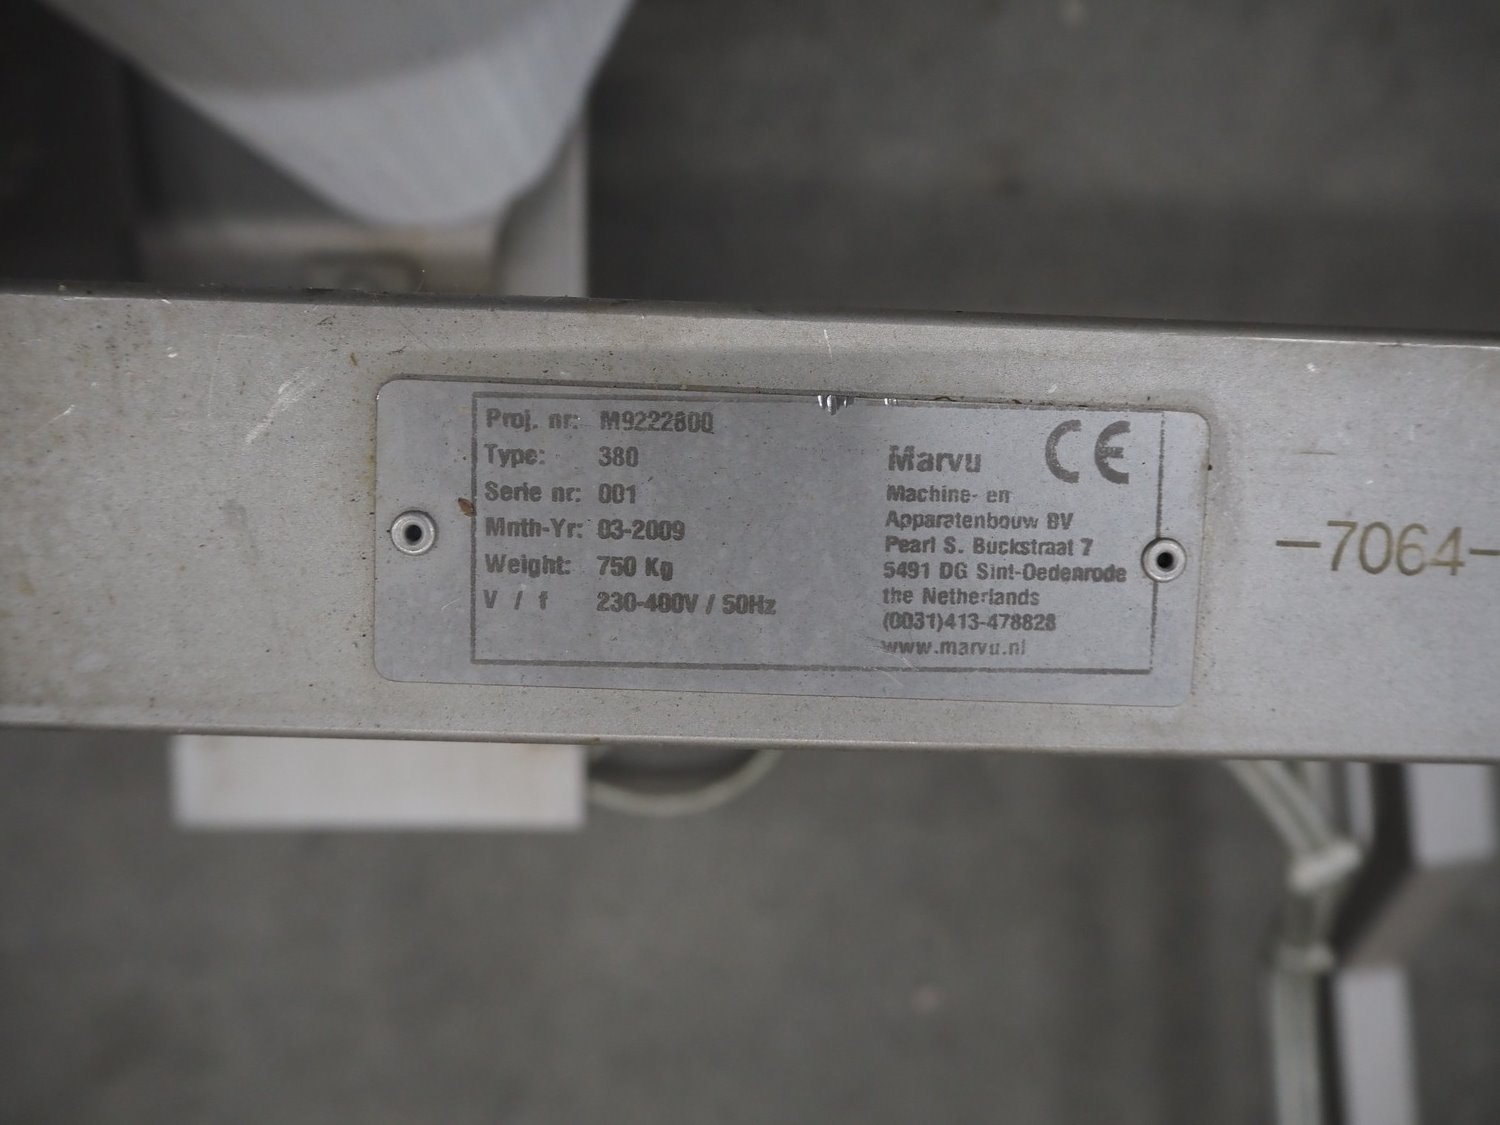 Proj. nr: M9222800
Type: 380
Serie nr: 001
Mnth-Yr: 03-2009
Weight: 750 Kg
V / f 230-400V / 50Hz
Marvu CE
Machine- en
Apparatenbouw BV
Pearl S. Buckstraat 7
5491 DG Sint-Oedenrode
the Netherlands
(0031)413-478828
www.marvu.nl
-7064-